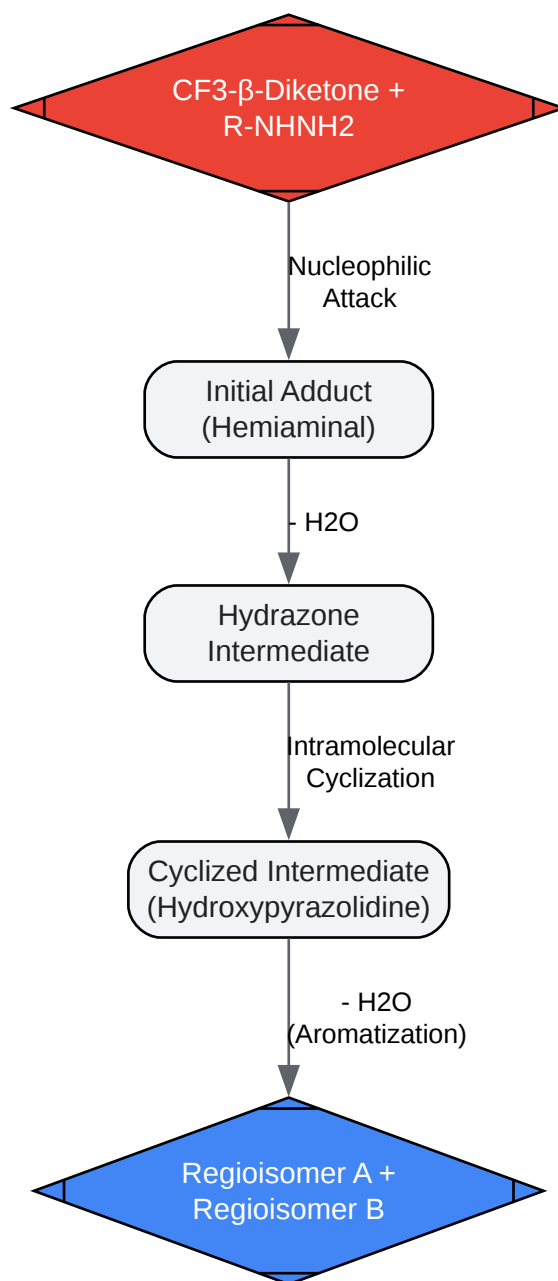 CF3-β-Diketone +
R-NHNH2
Nucleophilic
Attack
Initial Adduct
(Hemiaminal)
- H2O
Hydrazone
Intermediate
Intramolecular
Cyclization
Cyclized Intermediate
(Hydroxypyrazolidine)
- H2O
(Aromatization)
Regioisomer A +
Regioisomer B